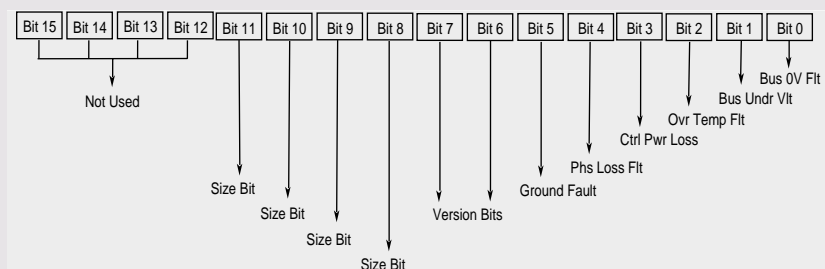 Bit 15 Bit 14 Bit 13 Bit 12 Bit 11 Bit 10 Bit 9 Bit 8 Bit 7 Bit 6 Bit 5 Bit 4 Bit 3 Bit 2 Bit 1 Bit 0
Bus 0V Flt
Not Used
Bus Undr Vlt
Ovr Temp Flt
Ctrl Pwr Loss
Phs Loss Flt
Size Bit
Ground Fault
Size Bit
Version Bits
Size Bit
Size Bit